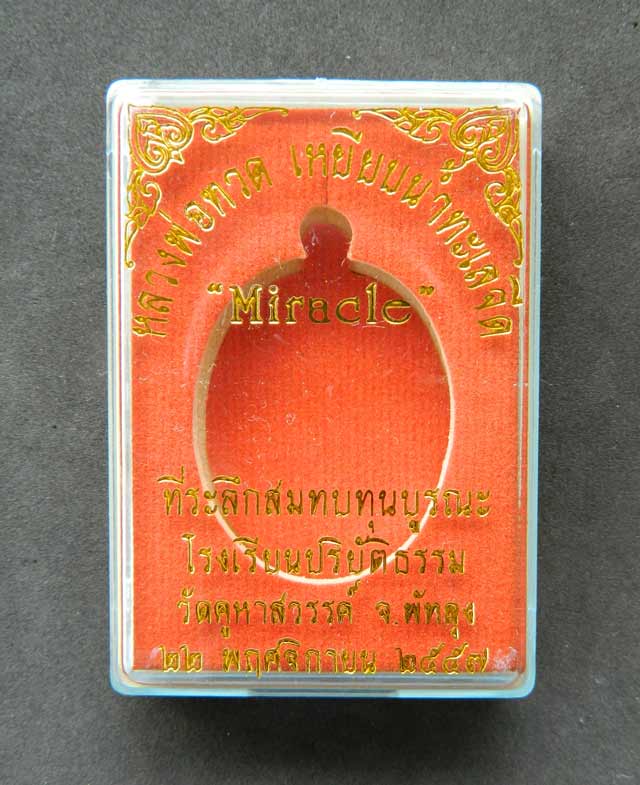 หลวงพ่อทวด เหยียบน้ำทะเลจืด
“Miracle”
ที่ระลึกสมทบทุนบูรณะ
โรงเรียนปริยัติธรรม
วัดคูหาสวรรค์ จ.พัทลุง
๒๒ พฤศจิกายน ๒๕๕๗